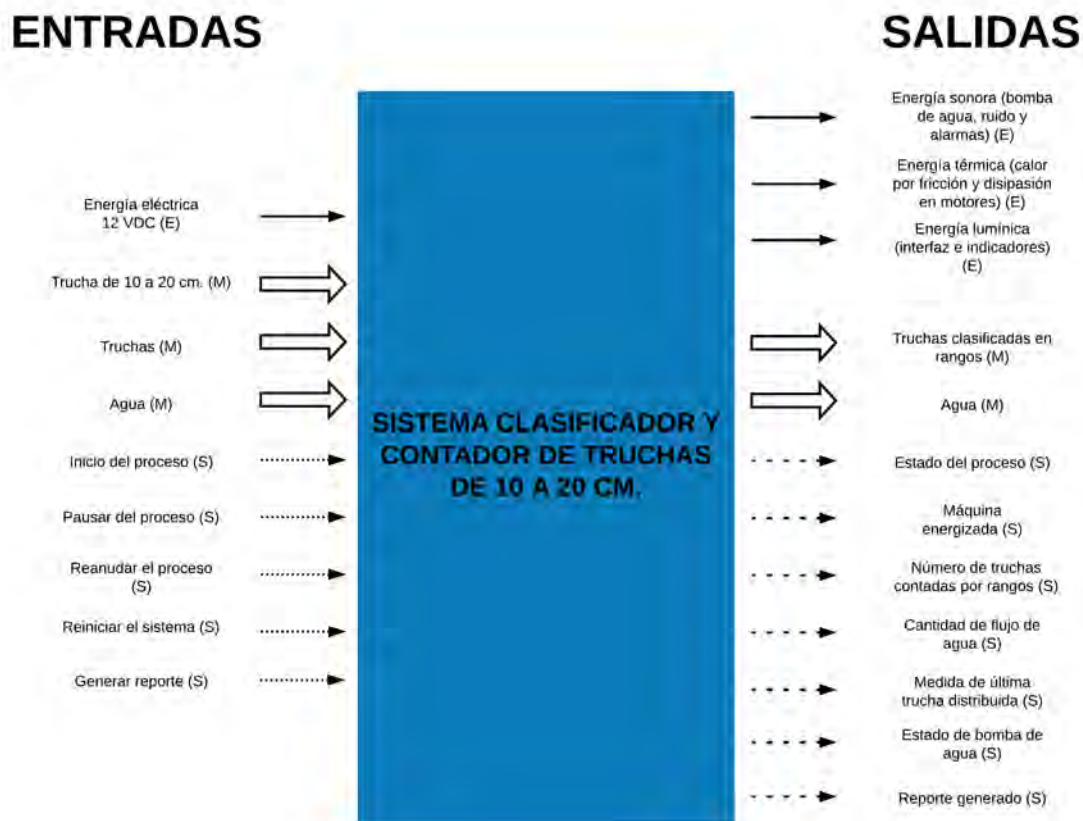 ENTRADAS
SALIDAS
Energía eléctrica
12 VDC (E)
Trucha de 10 a 20 cm. (M)
Truchas (M)
Agua (M)
Inicio del proceso (S)
Pausar del proceso (S)
Reanudar el proceso
(S)
Reiniciar el sistema (S)
Generar reporte (S)
SISTEMA CLASIFICADOR Y
CONTADOR DE TRUCHAS
DE 10 A 20 CM.
Energía sonora (bomba
de agua, ruido y
alarmas) (E)
Energía térmica (calor
por fricción y disipasión
en motores) (E)
Energía lumínica
(interfaz e indicadores)
(E)
Truchas clasificadas en
rangos (M)
Agua (M)
Estado del proceso (S)
Máquina
energizada (S)
Número de truchas
contadas por rangos (S)
Cantidad de flujo de
agua (S)
Medida de última
trucha distribuida (S)
Estado de bomba de
agua (S)
Reporte generado (S)